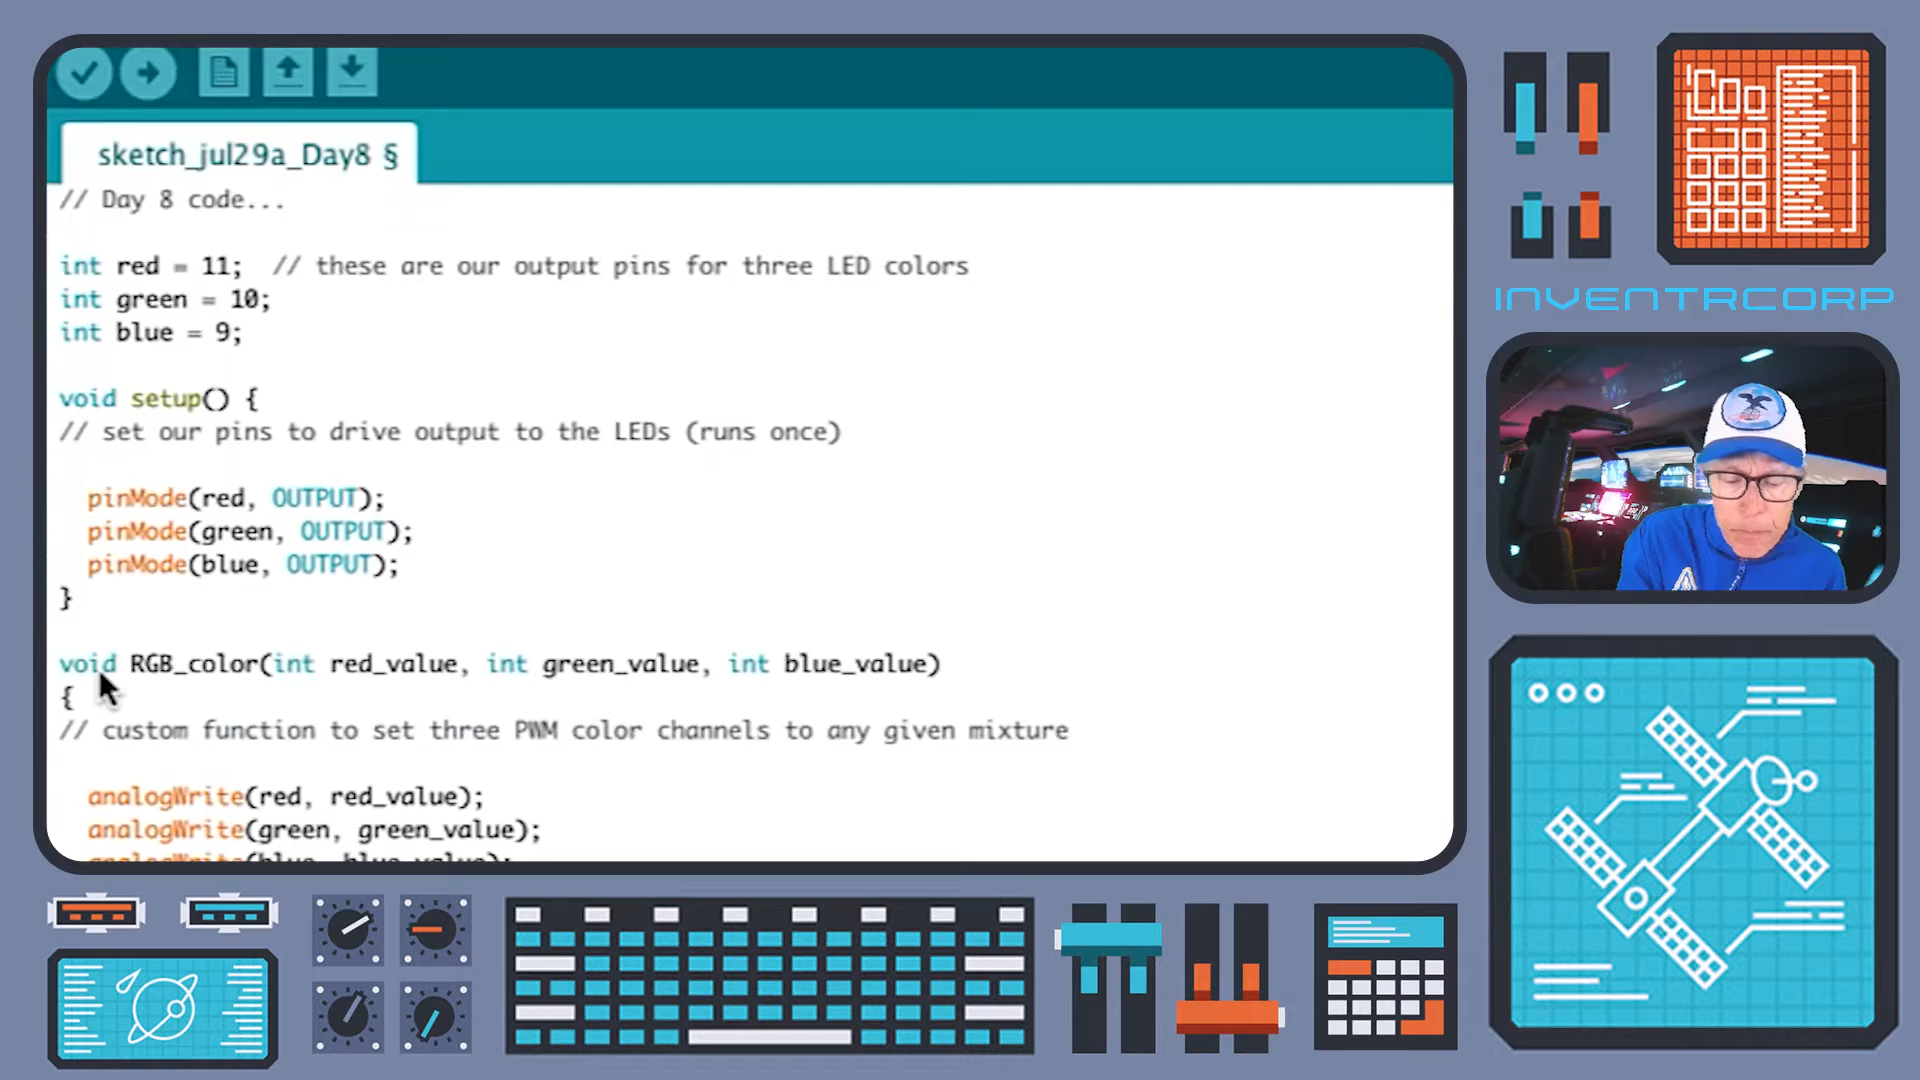 sketch_jul29a_Day8 §
// Day 8 code...
int red = 11;  // these are our output pins for three LED colors
int green = 10;
int blue = 9;
void setup() {
// set our pins to drive output to the LEDs (runs once)
pinMode(red, OUTPUT);
pinMode(green, OUTPUT);
pinMode(blue, OUTPUT);
}
void RGB_color(int red_value, int green_value, int blue_value)
{
// custom function to set three PWM color channels to any given mixture
analogWrite(red, red_value);
analogWrite(green, green_value);
analogWrite(blue, blue_value);
INVENTRCORP